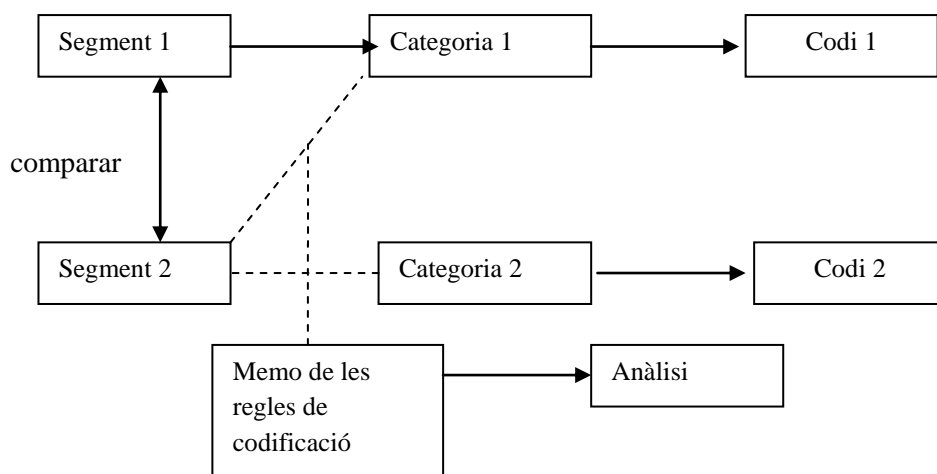 Segment 1
Categoria 1
Codi 1
comparar
Segment 2
Categoria 2
Codi 2
Memo de les
regles de
codificació
Anàlisi